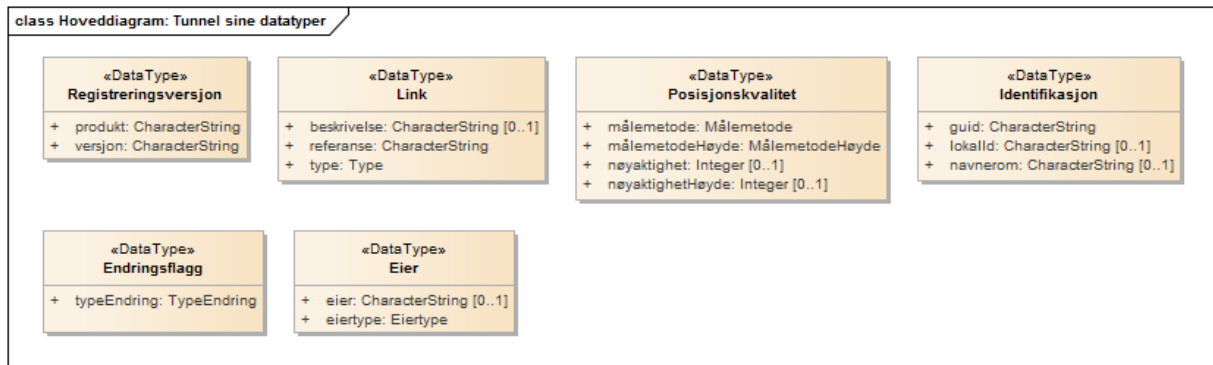 class Hoveddiagram: Tunnel sine datatyper
«DataType»
Registreringsversjon
+ produkt: CharacterString
+ versjon: CharacterString
«DataType»
Link
+ beskrivelse: CharacterString [0..1]
+ referanse: CharacterString
+ type: Type
«DataType»
Posisjonskvalitet
+ målemetode: Målemetode
+ målemetodeHøyde: MålemetodeHøyde
+ nøyaktighet: Integer [0..1]
+ nøyaktighetHøyde: Integer [0..1]
«DataType»
Identifikasjon
+ guid: CharacterString
+ lokalId: CharacterString [0..1]
+ navnerom: CharacterString [0..1]
«DataType»
Endringsflagg
+ typeEndring: TypeEndring
«DataType»
Eier
+ eier: CharacterString [0..1]
+ eiertype: Eiertype